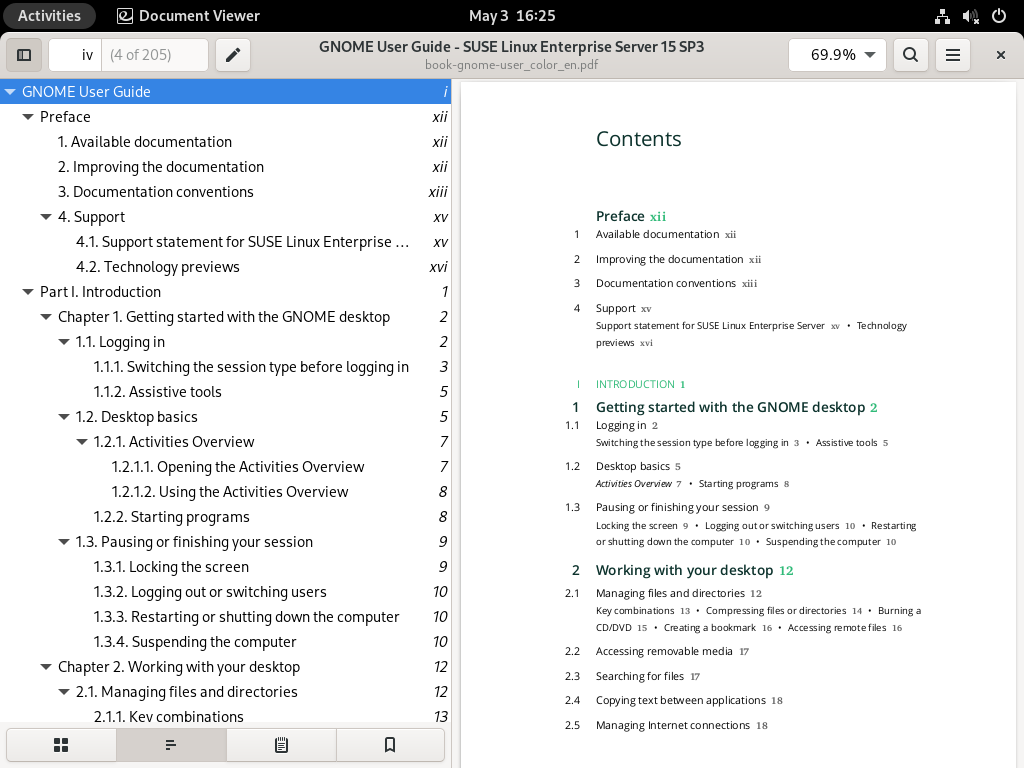 Activities Document Viewer May 3 16:25
iv (4 of 205) GNOME User Guide - SUSE Linux Enterprise Server 15 SP3 69.9%
book-gnome-user_color_en.pdf
GNOME User Guide i
Preface xii
1. Available documentation xii
2. Improving the documentation xii
3. Documentation conventions xiii
4. Support xv
4.1. Support statement for SUSE Linux Enterprise … xv
4.2. Technology previews xvi
Part I. Introduction 1
Chapter 1. Getting started with the GNOME desktop 2
1.1. Logging in 2
1.1.1. Switching the session type before logging in 3
1.1.2. Assistive tools 5
1.2. Desktop basics 5
1.2.1. Activities Overview 7
1.2.1.1. Opening the Activities Overview 7
1.2.1.2. Using the Activities Overview 8
1.2.2. Starting programs 8
1.3. Pausing or finishing your session 9
1.3.1. Locking the screen 9
1.3.2. Logging out or switching users 10
1.3.3. Restarting or shutting down the computer 10
1.3.4. Suspending the computer 10
Chapter 2. Working with your desktop 12
2.1. Managing files and directories 12
2.1.1. Key combinations 13
Contents
Preface xii
1 Available documentation xii
2 Improving the documentation xii
3 Documentation conventions xiii
4 Support xv
Support statement for SUSE Linux Enterprise Server xv • Technology
previews xvi
I INTRODUCTION 1
1 Getting started with the GNOME desktop 2
1.1 Logging in 2
Switching the session type before logging in 3 • Assistive tools 5
1.2 Desktop basics 5
Activities Overview 7 • Starting programs 8
1.3 Pausing or finishing your session 9
Locking the screen 9 • Logging out or switching users 10 • Restarting
or shutting down the computer 10 • Suspending the computer 10
2 Working with your desktop 12
2.1 Managing files and directories 12
Key combinations 13 • Compressing files or directories 14 • Burning a
CD/DVD 15 • Creating a bookmark 16 • Accessing remote files 16
2.2 Accessing removable media 17
2.3 Searching for files 17
2.4 Copying text between applications 18
2.5 Managing Internet connections 18